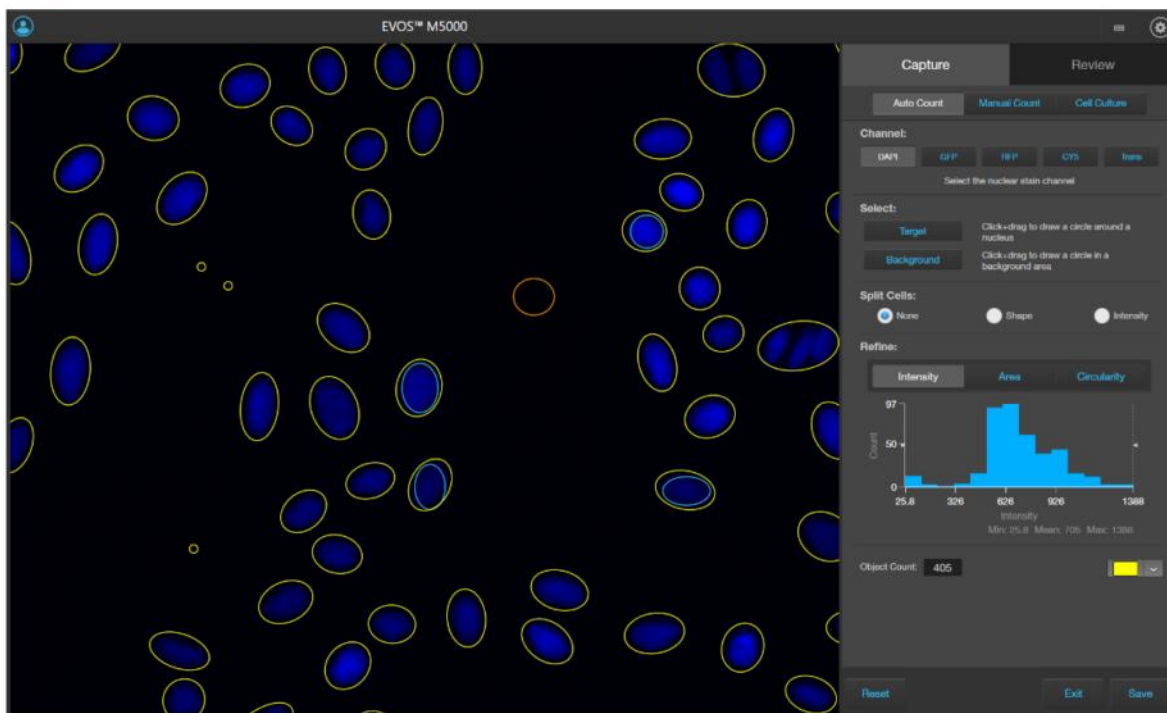 EVOS™ M5000
Capture Review
Auto Count Manual Count Cell Culture
Channel:
DAPI GFP RFP CY5 trans
Select the nuclear stain channel
Select:
Target Click+drag to draw a circle around a
nucleus
Background Click+drag to draw a circle in a
background area
Split Cells:
None Shape Intensity
Refine:
Intensity Area Circularity
97
50
0
Count
25.8 326 626 926 1388
Intensity
Min: 25.8 Mean: 705 Max: 1388
Object Count: 405
Reset Exit Save